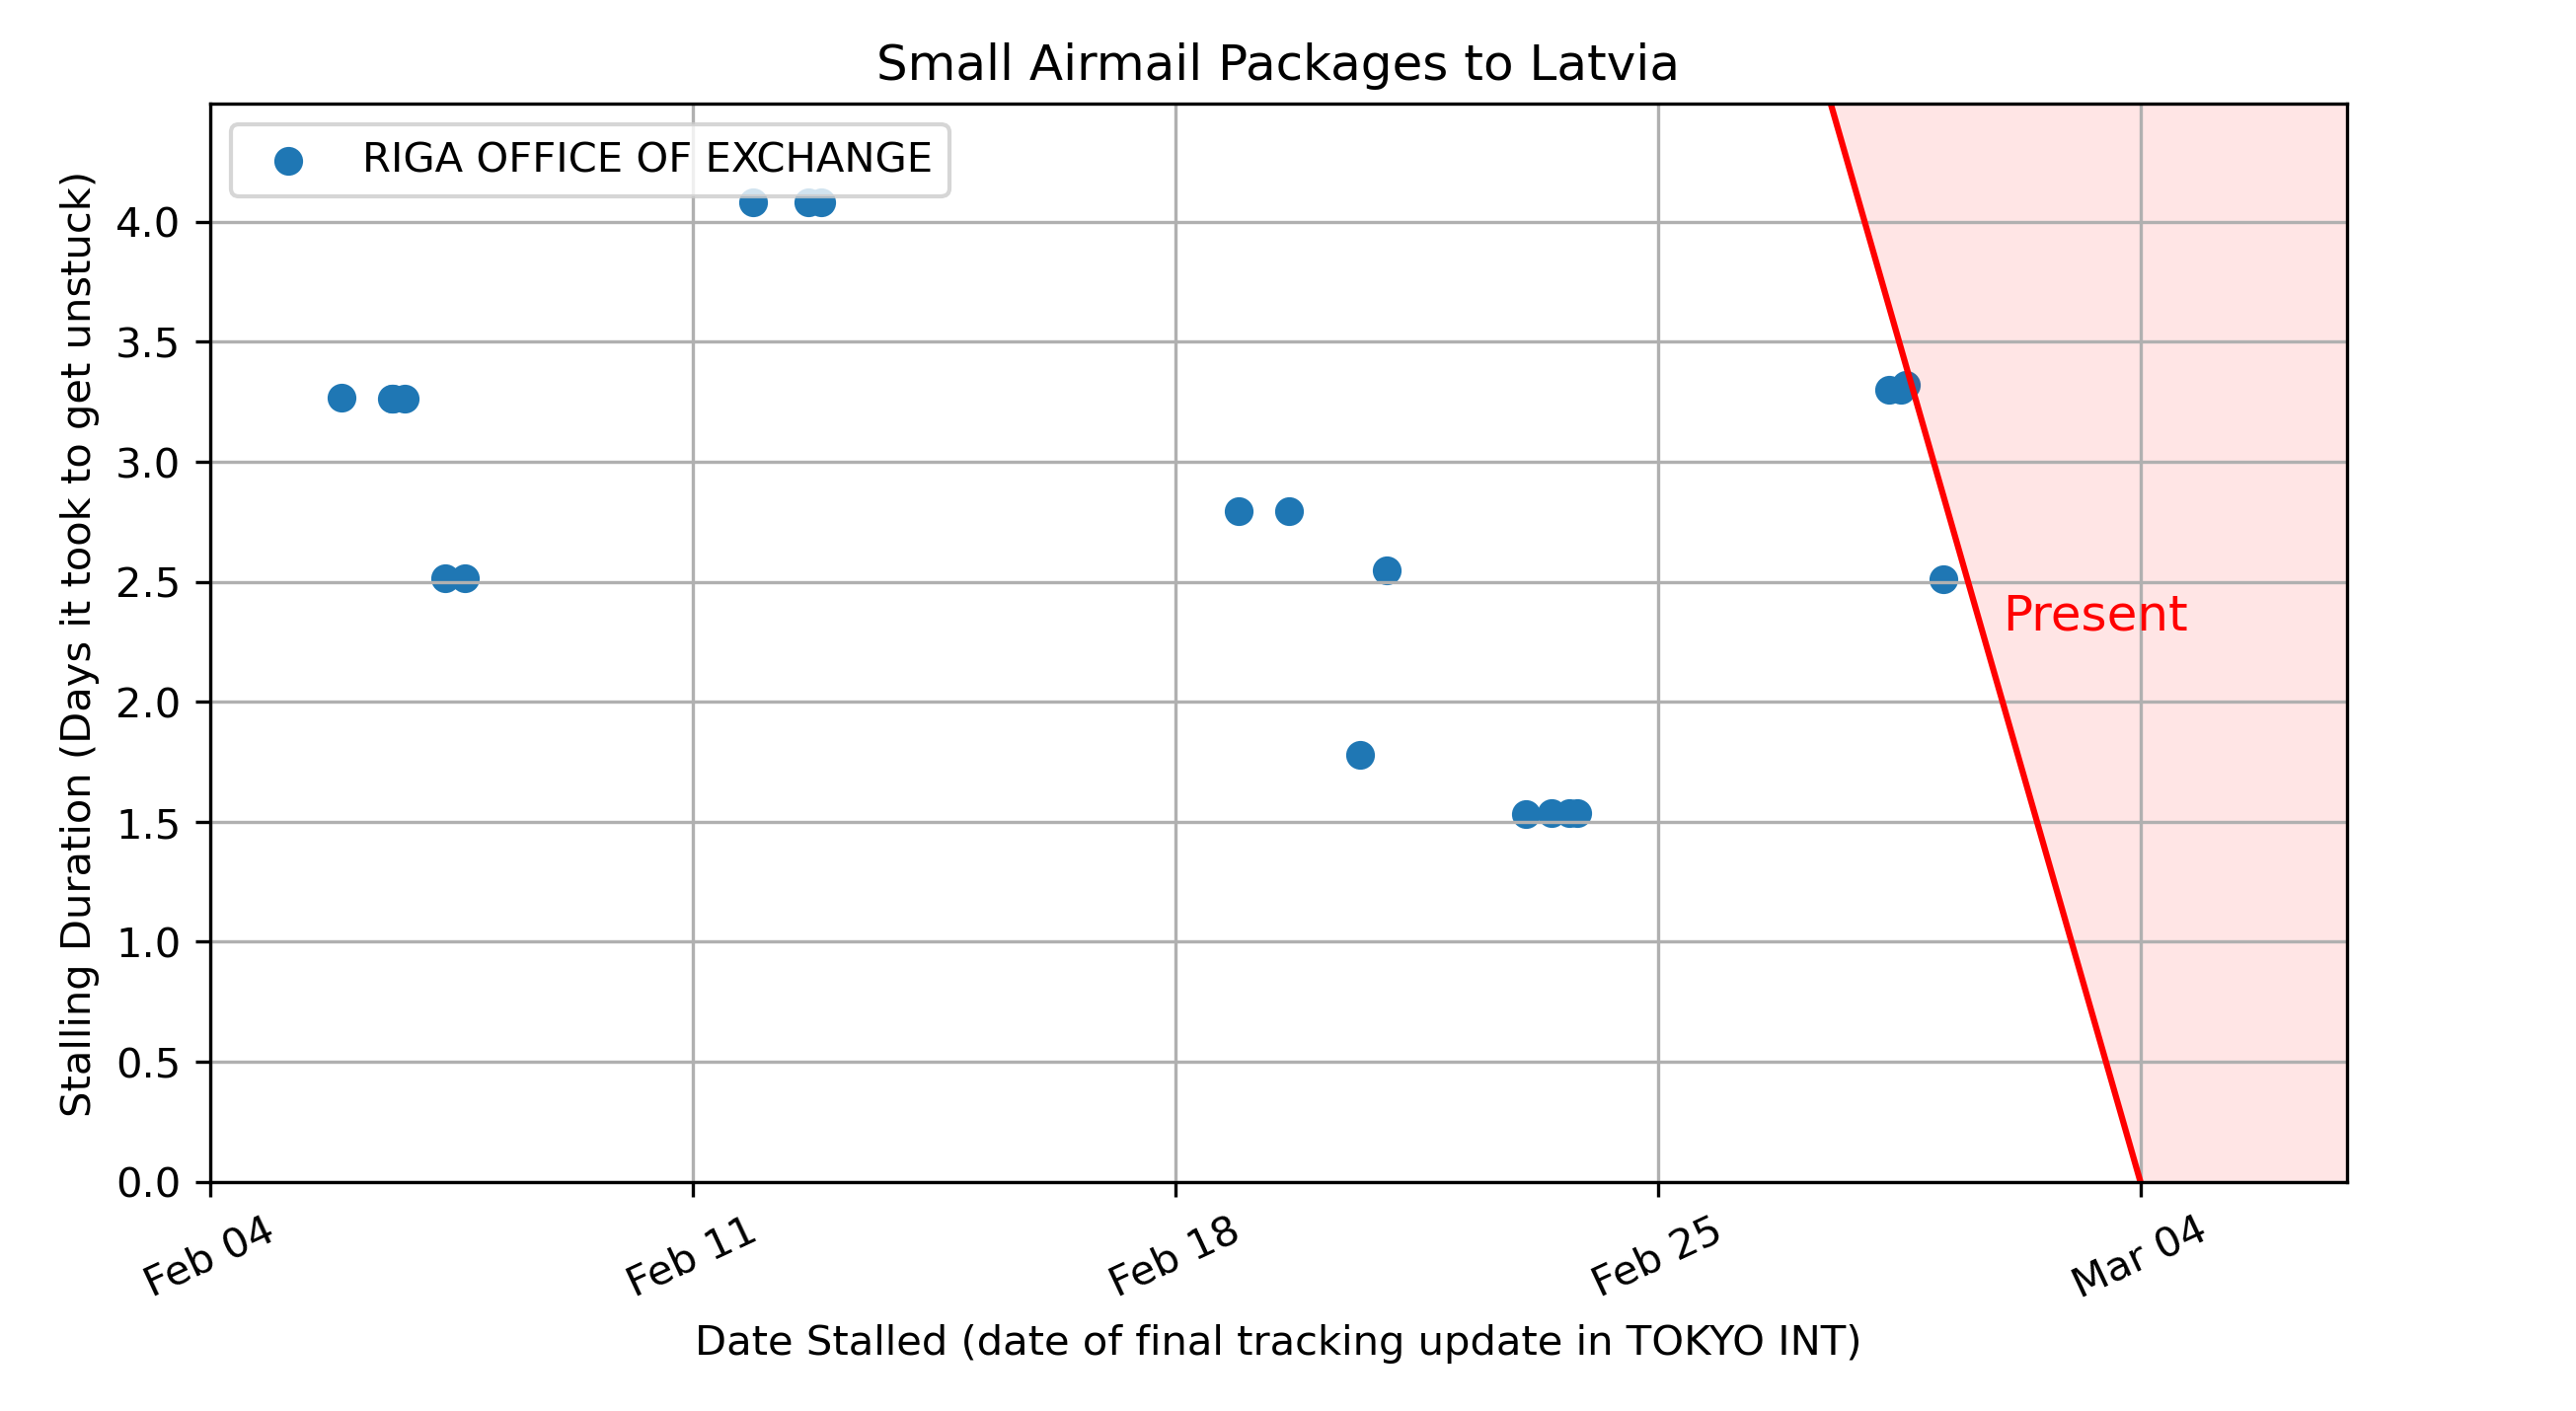 Small Airmail Packages to Latvia
RIGA OFFICE OF EXCHANGE
Stalling Duration (Days it took to get unstuck)
4.0
3.5
3.0
2.5
2.0
1.5
1.0
0.5
0.0
Present
Feb 04
Feb 11
Feb 18
Feb 25
Mar 04
Date Stalled (date of final tracking update in TOKYO INT)